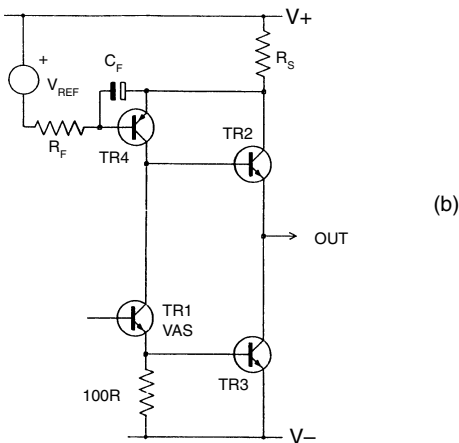 V+
+
C_F
R_S
V_REF
R_F
TR4
TR2
(b)
OUT
TR1
VAS
100R
TR3
V–